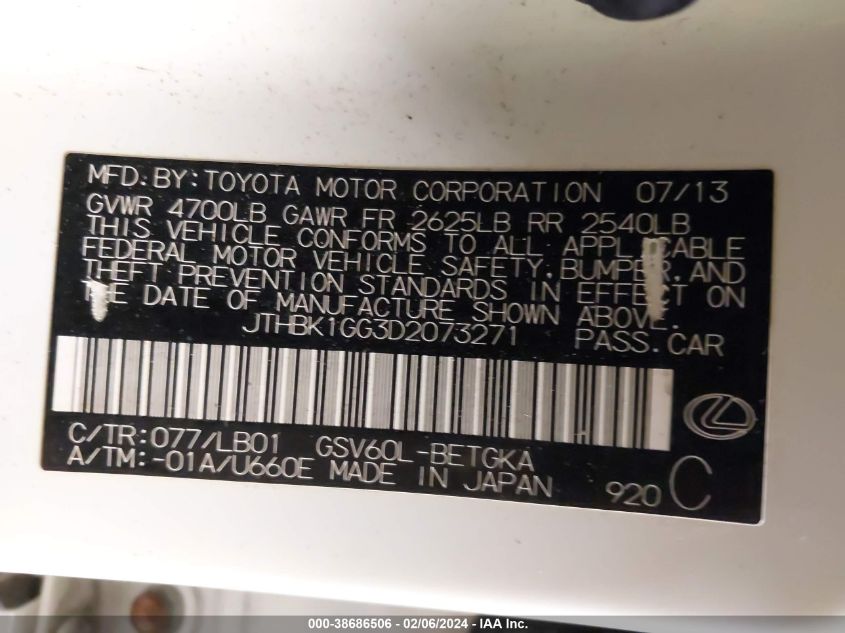 MFD. BY: TOYOTA MOTOR CORPORATION 07/13
GVWR 4700LB GAWR FR 2625LB RR 2540LB
THIS VEHICLE CONFORMS TO ALL APPLICABLE
FEDERAL MOTOR VEHICLE SAFETY, BUMPER, AND
THEFT PREVENTION STANDARDS IN EFFECT ON
THE DATE OF MANUFACTURE SHOWN ABOVE.
JTHBK1GG3D2073271 PASS. CAR
C/TR: 077/LB01 GSV60L-BETGKA
A/TM: -01A/U660E MADE IN JAPAN 920 C
000-38686506 - 02/06/2024 - IAA Inc.